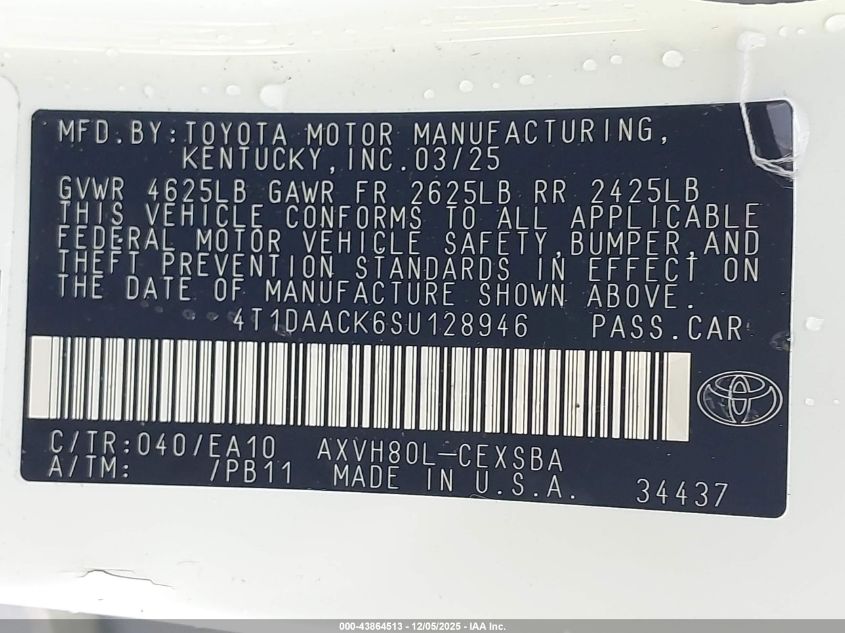 MFD.BY:TOYOTA MOTOR MANUFACTURING,
KENTUCKY,INC.03/25
GVWR 4625LB GAWR FR 2625LB RR 2425LB
THIS VEHICLE CONFORMS TO ALL APPLICABLE
FEDERAL MOTOR VEHICLE SAFETY,BUMPER,AND
THEFT PREVENTION STANDARDS IN EFFECT ON
THE DATE OF MANUFACTURE SHOWN ABOVE.
4T1DAACK6SU128946 PASS.CAR
C/TR:040/EA10 AXVH80L-CEXSBA
A/TM: /PB11 MADE IN U.S.A. 34437
000-43864513 - 12/05/2025 - IAA Inc.